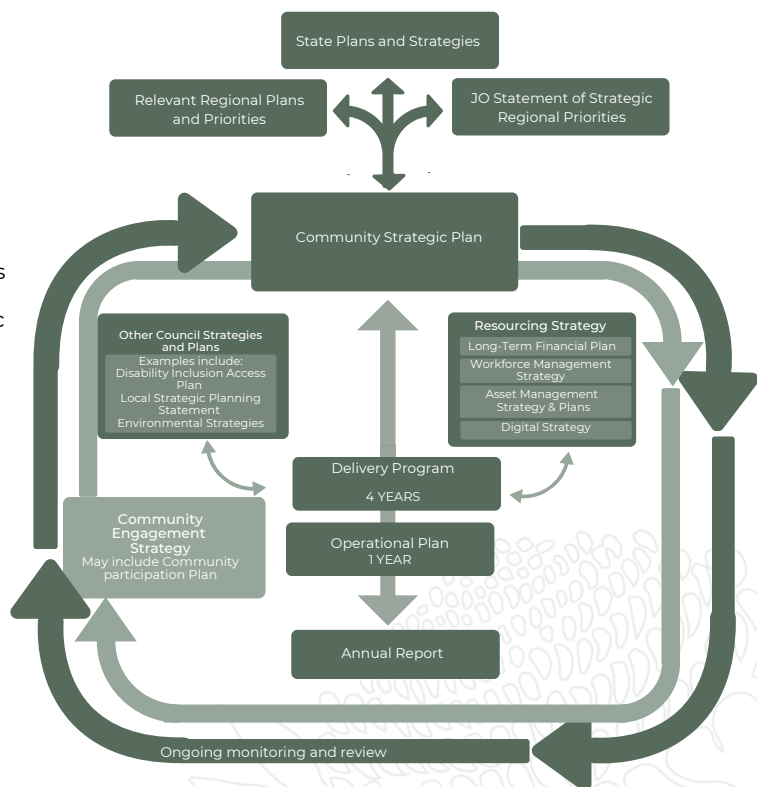 State Plans and Strategies
Relevant Regional Plans
and Priorities
JO Statement of Strategic
Regional Priorities
Community Strategic Plan
s
c
Other Council Strategies
and Plans
Examples include:
Disability Inclusion Access
Plan
Local Strategic Planning
Statement
Environmental Strategies
Resourcing Strategy
Long-Term Financial Plan
Workforce Management
Strategy
Asset Management
Strategy & Plans
Digital Strategy
Delivery Program
4 YEARS
Community
Engagement
Strategy
May include Community
participation Plan
Operational Plan
1 YEAR
Annual Report
Ongoing monitoring and review